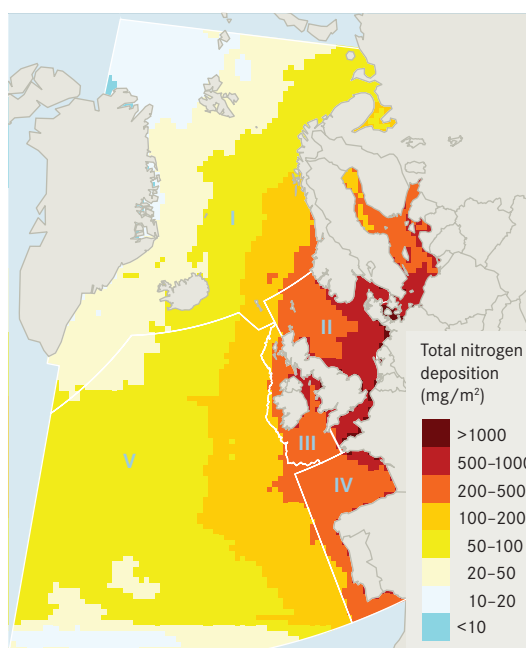 I
II
III
IV
V
Total nitrogen
deposition
(mg/m²)
>1000
500–1000
200–500
100–200
50–100
20–50
10–20
<10